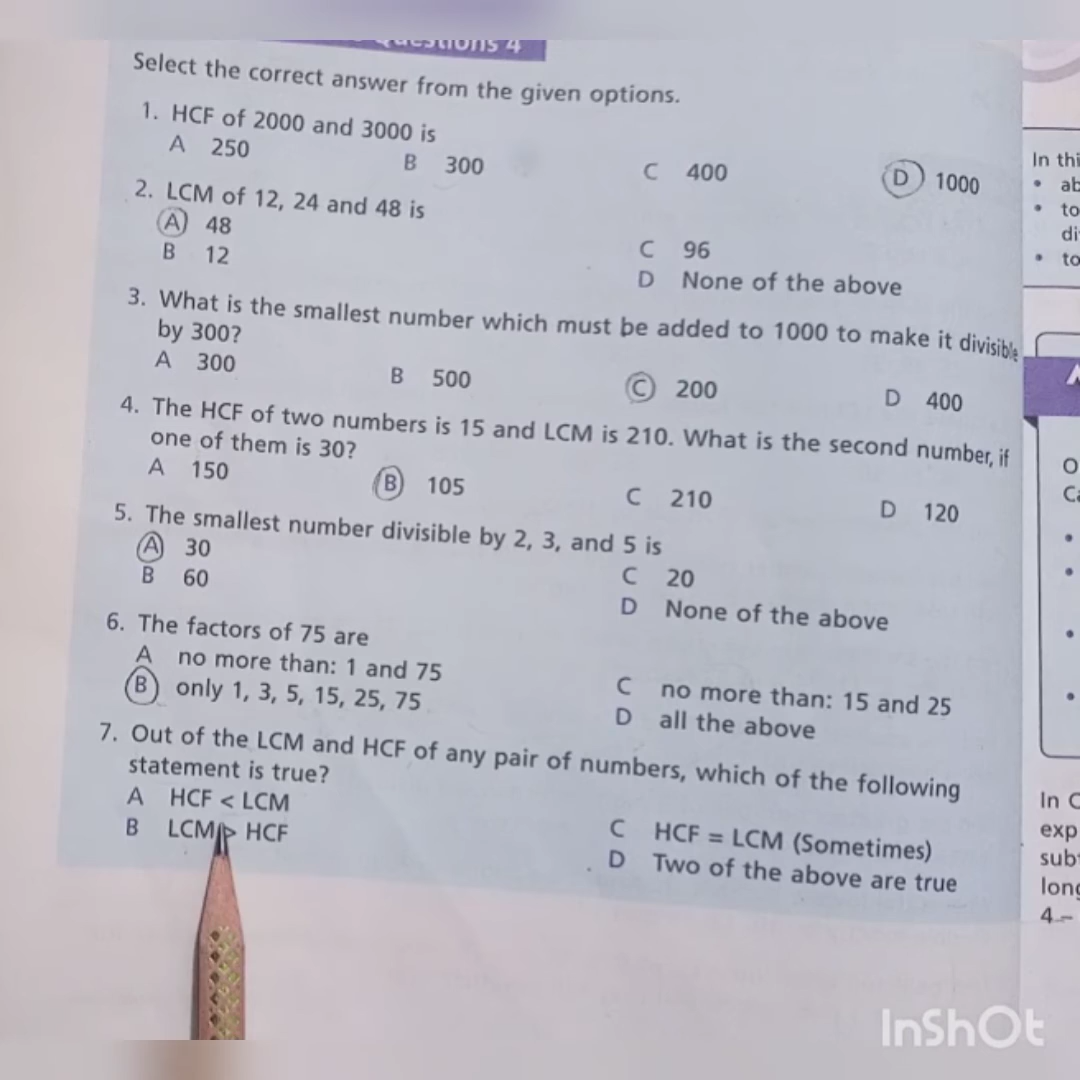 Questions 4
Select the correct answer from the given options.
1. HCF of 2000 and 3000 is
A 250 B 300 C 400 D 1000
2. LCM of 12, 24 and 48 is
A 48 C 96
B 12 D None of the above
3. What is the smallest number which must be added to 1000 to make it divisible
by 300?
A 300 B 500 C 200 D 400
4. The HCF of two numbers is 15 and LCM is 210. What is the second number, if
one of them is 30?
A 150 B 105 C 210 D 120
5. The smallest number divisible by 2, 3, and 5 is
A 30 C 20
B 60 D None of the above
6. The factors of 75 are
A no more than: 1 and 75 C no more than: 15 and 25
B only 1, 3, 5, 15, 25, 75 D all the above
7. Out of the LCM and HCF of any pair of numbers, which of the following
statement is true?
A HCF < LCM C HCF = LCM (Sometimes)
B LCM > HCF D Two of the above are true
In
• to
• to
In
4
InShOt